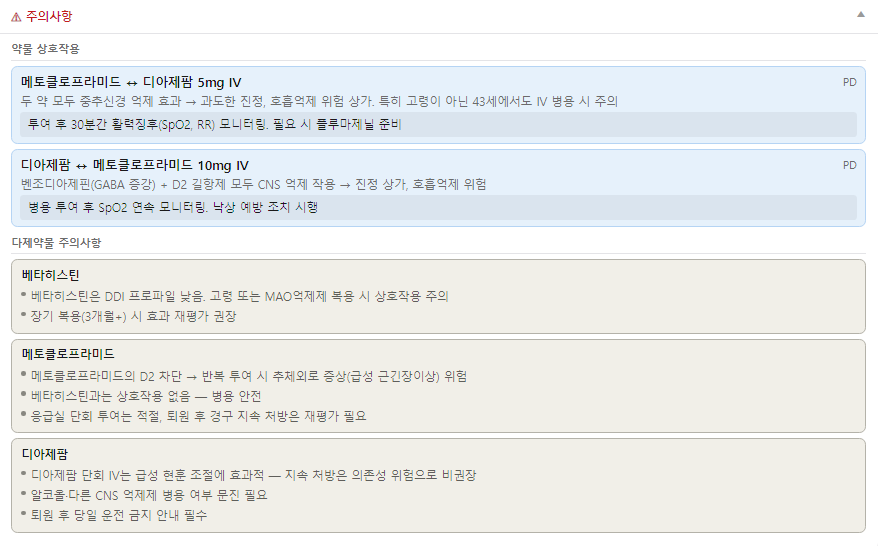 ⚠ 주의사항
약물 상호작용
메토클로프라미드 ↔ 디아제팜 5mg IV PD
두 약 모두 중추신경 억제 효과 → 과도한 진정, 호흡억제 위험 상가. 특히 고령이 아닌 43세에서도 IV 병용 시 주의
투여 후 30분간 활력징후(SpO2, RR) 모니터링. 필요 시 플루마제닐 준비
디아제팜 ↔ 메토클로프라미드 10mg IV PD
벤조디아제핀(GABA 증강) + D2 길항제 모두 CNS 억제 작용 → 진정 상가, 호흡억제 위험
병용 투여 후 SpO2 연속 모니터링. 낙상 예방 조치 시행
다제약물 주의사항
베타히스틴
• 베타히스틴은 DDI 프로파일 낮음. 고령 또는 MAO억제제 복용 시 상호작용 주의
• 장기 복용(3개월+) 시 효과 재평가 권장
메토클로프라미드
• 메토클로프라미드의 D2 차단 → 반복 투여 시 추체외로 증상(급성 근긴장이상) 위험
• 베타히스틴과는 상호작용 없음 — 병용 안전
• 응급실 단회 투여는 적절, 퇴원 후 경구 지속 처방은 재평가 필요
디아제팜
• 디아제팜 단회 IV는 급성 현훈 조절에 효과적 — 지속 처방은 의존성 위험으로 비권장
• 알코올·다른 CNS 억제제 병용 여부 문진 필요
• 퇴원 후 당일 운전 금지 안내 필수